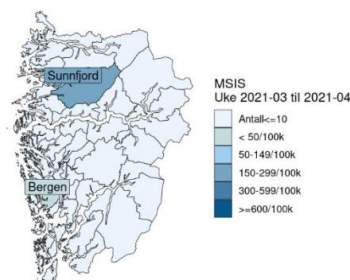 Sunnfjord
Bergen
MSIS
Uke 2021-03 til 2021-04
Antall<=10
< 50/100k
50-149/100k
150-299/100k
300-599/100k
>=600/100k